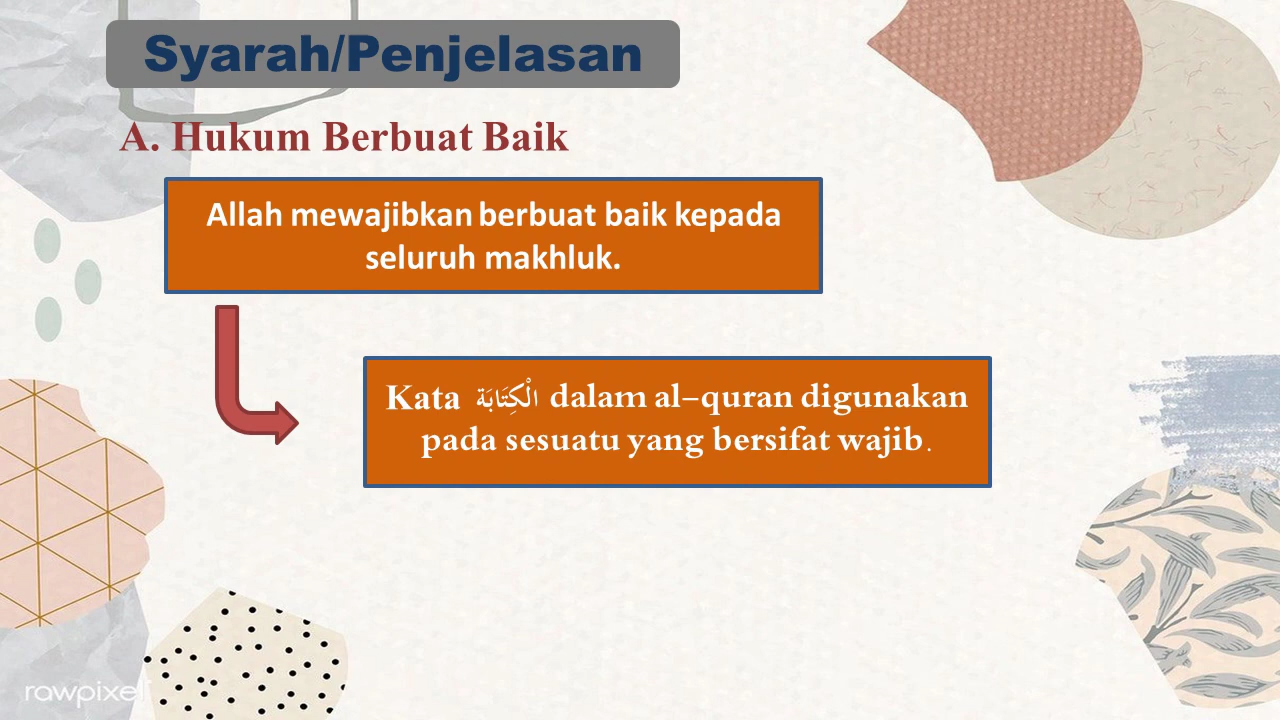 Syarah/Penjelasan
A. Hukum Berbuat Baik
Allah mewajibkan berbuat baik kepada
seluruh makhluk.
Kata الْكِتَابَة dalam al-quran digunakan
pada sesuatu yang bersifat wajib.
rawpixel